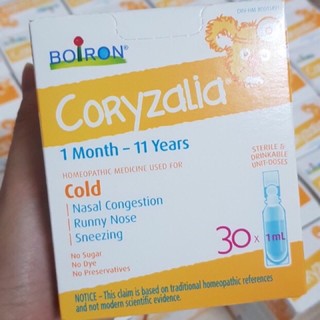 BOIRON®
Coryzalia
1 Month – 11 Years
HOMEOPATHIC MEDICINE USED FOR
Cold
Nasal Congestion
Runny Nose
Sneezing
No Sugar
No Dye
No Preservatives
STERILE &
DRINKABLE
UNIT-DOSES
30 x 1 mL
NOTICE – This claim is based on traditional homeopathic references
and not modern scientific evidence.